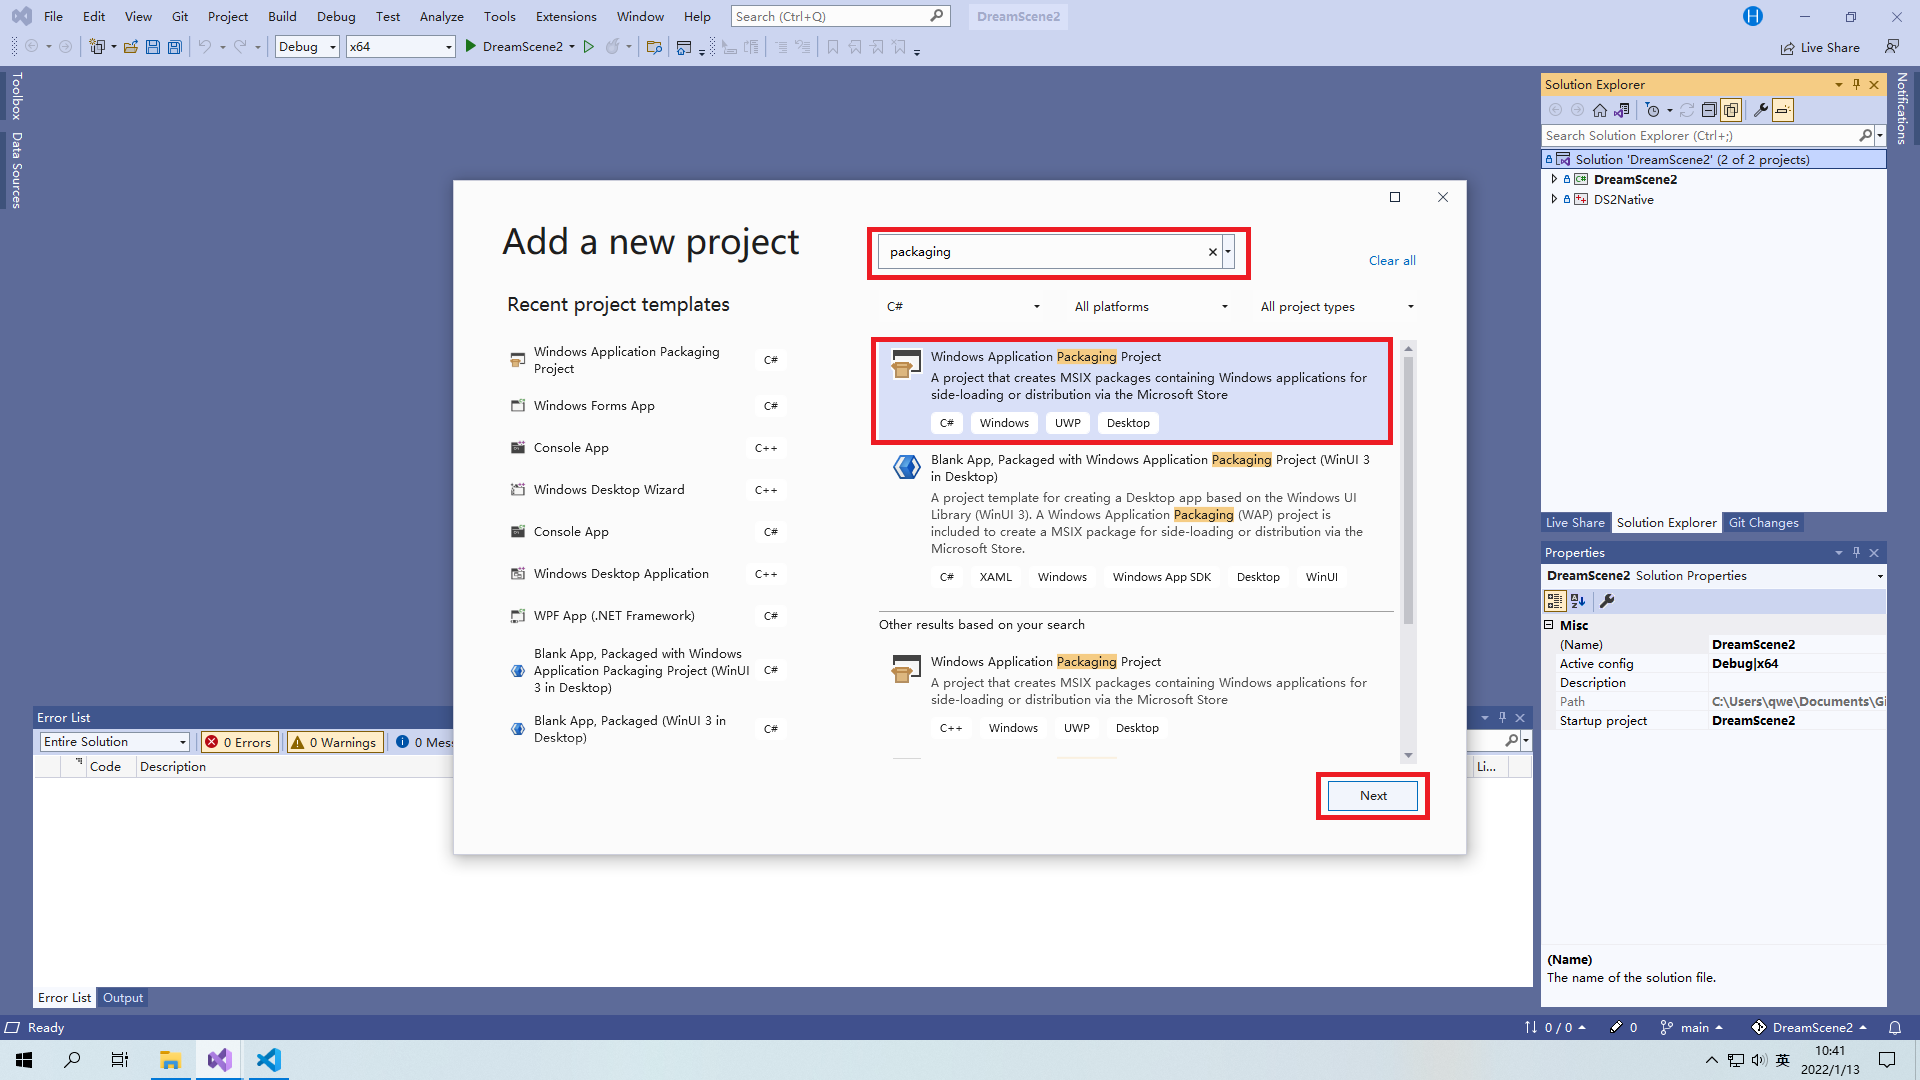 File Edit View Git Project Build Debug Test Analyze Tools Extensions Window Help Search (Ctrl+Q) DreamScene2
H
Debug x64 DreamScene2 Live Share
Toolbox
Data Sources
Notifications
Solution Explorer
Search Solution Explorer (Ctrl+;)
Solution 'DreamScene2' (2 of 2 projects)
C# DreamScene2
DS2Native
Live Share Solution Explorer Git Changes
Properties
DreamScene2 Solution Properties
Misc
(Name) DreamScene2
Active config Debug|x64
Description
Path C:\Users\qwe\Documents\Gi
Startup project DreamScene2
(Name)
The name of the solution file.
Add a new project
Recent project templates
Windows Application Packaging
Project
C#
Windows Forms App C#
Console App C++
Windows Desktop Wizard C++
Console App C#
Windows Desktop Application C++
WPF App (.NET Framework) C#
Blank App, Packaged with Windows
Application Packaging Project (WinUI
3 in Desktop)
C#
Blank App, Packaged (WinUI 3 in
Desktop)
C#
packaging
Clear all
C# All platforms All project types
Windows Application Packaging Project
A project that creates MSIX packages containing Windows applications for
side-loading or distribution via the Microsoft Store
C# Windows UWP Desktop
Blank App, Packaged with Windows Application Packaging Project (WinUI 3
in Desktop)
A project template for creating a Desktop app based on the Windows UI
Library (WinUI 3). A Windows Application Packaging (WAP) project is
included to create a MSIX package for side-loading or distribution via the
Microsoft Store.
C# XAML Windows Windows App SDK Desktop WinUI
Other results based on your search
Windows Application Packaging Project
A project that creates MSIX packages containing Windows applications for
side-loading or distribution via the Microsoft Store
C++ Windows UWP Desktop
Next
Error List
Entire Solution 0 Errors 0 Warnings 0 Mess
Code Description Li...
Error List Output
Ready 0 / 0 0 main DreamScene2
英 10:41
2022/1/13